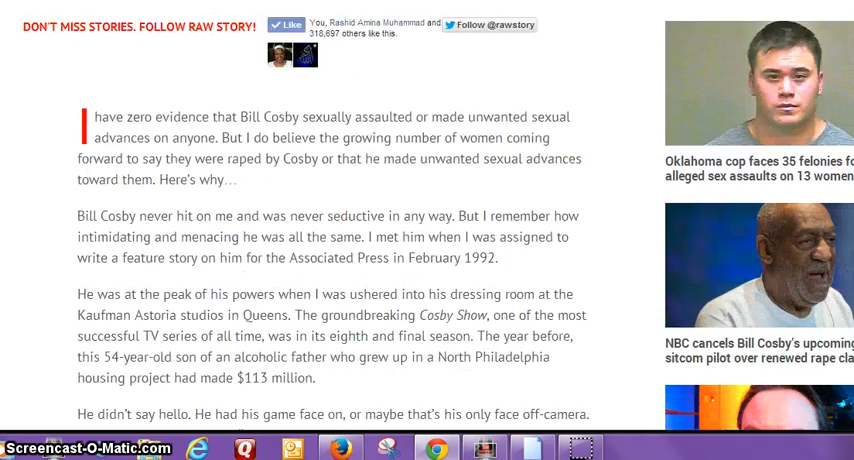 DON'T MISS STORIES. FOLLOW RAW STORY!
Like
You, Rashid Amina Muhammad and
318,697 others like this.
Follow @rawstory
I have zero evidence that Bill Cosby sexually assaulted or made unwanted sexual
advances on anyone. But I do believe the growing number of women coming
forward to say they were raped by Cosby or that he made unwanted sexual advances
toward them. Here's why…
Bill Cosby never hit on me and was never seductive in any way. But I remember how
intimidating and menacing he was all the same. I met him when I was assigned to
write a feature story on him for the Associated Press in February 1992.
He was at the peak of his powers when I was ushered into his dressing room at the
Kaufman Astoria studios in Queens. The groundbreaking Cosby Show, one of the most
successful TV series of all time, was in its eighth and final season. The year before,
this 54-year-old son of an alcoholic father who grew up in a North Philadelphia
housing project had made $113 million.
He didn't say hello. He had his game face on, or maybe that's his only face off-camera.
Oklahoma cop faces 35 felonies fo
alleged sex assaults on 13 women
NBC cancels Bill Cosby's upcoming
sitcom pilot over renewed rape cla
Screencast-O-Matic.com